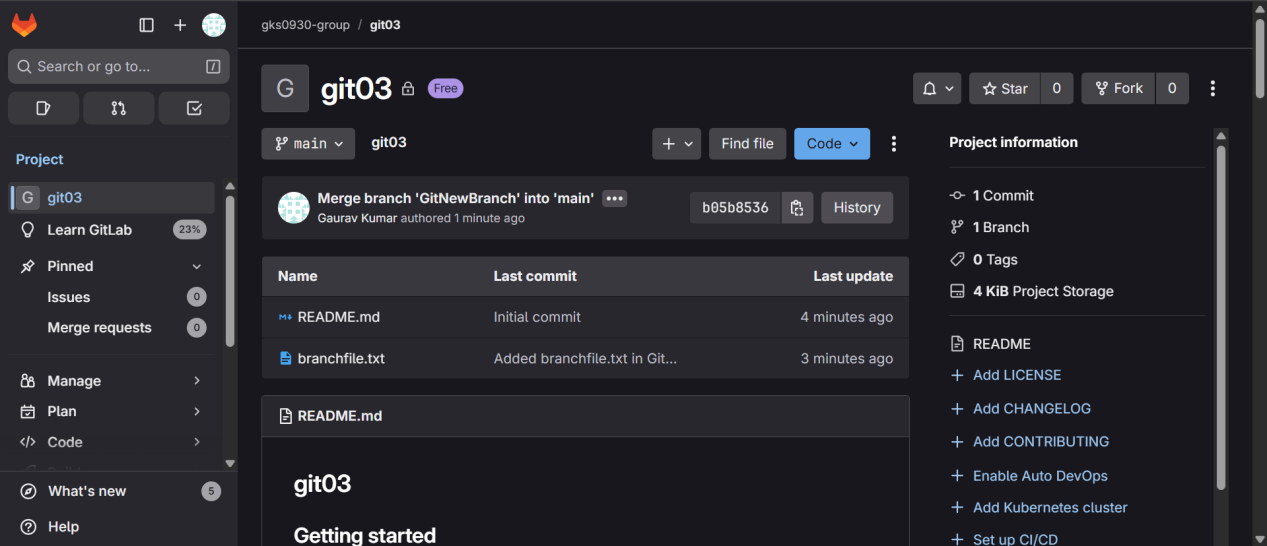 gks0930-group / git03
Search or go to... /
Project
G git03
Learn GitLab 23%
Pinned
Issues 0
Merge requests 0
Manage
Plan
Code
What's new 5
Help
G git03 Free
Star 0 Fork 0
main git03 Find file Code
Merge branch 'GitNewBranch' into 'main' •••
Gaurav Kumar authored 1 minute ago
b05b8536 History
Name Last commit Last update
README.md Initial commit 4 minutes ago
branchfile.txt Added branchfile.txt in Git... 3 minutes ago
README.md
git03
Getting started
Project information
1 Commit
1 Branch
0 Tags
4 KiB Project Storage
README
+ Add LICENSE
+ Add CHANGELOG
+ Add CONTRIBUTING
+ Enable Auto DevOps
+ Add Kubernetes cluster
+ Set up CI/CD